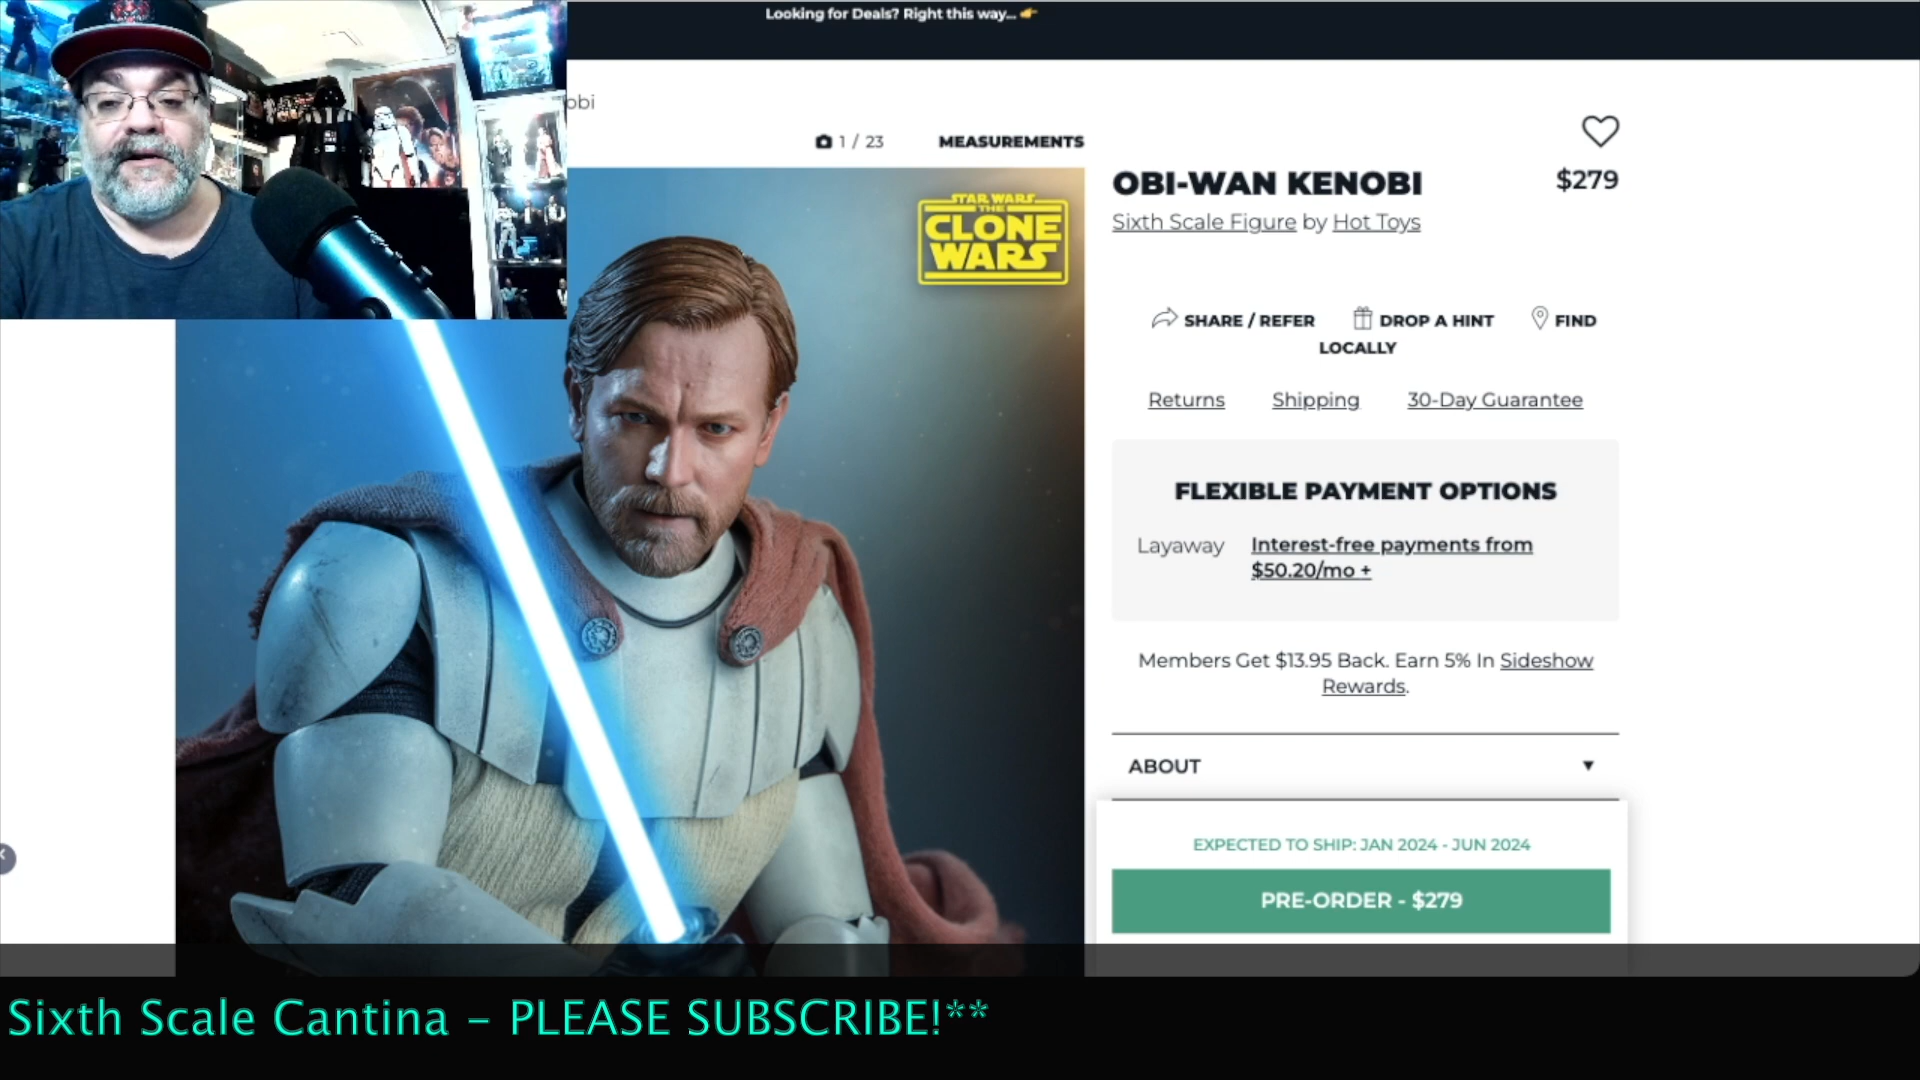 Looking for Deals? Right this way...
obi
1 / 23
MEASUREMENTS
STAR WARS
THE
CLONE
WARS
OBI-WAN KENOBI
$279
Sixth Scale Figure by Hot Toys
SHARE / REFER
DROP A HINT
FIND
LOCALLY
Returns
Shipping
30-Day Guarantee
FLEXIBLE PAYMENT OPTIONS
Layaway
Interest-free payments from
$50.20/mo +
Members Get $13.95 Back. Earn 5% In Sideshow
Rewards.
ABOUT
EXPECTED TO SHIP: JAN 2024 - JUN 2024
PRE-ORDER - $279
Sixth Scale Cantina – PLEASE SUBSCRIBE!**